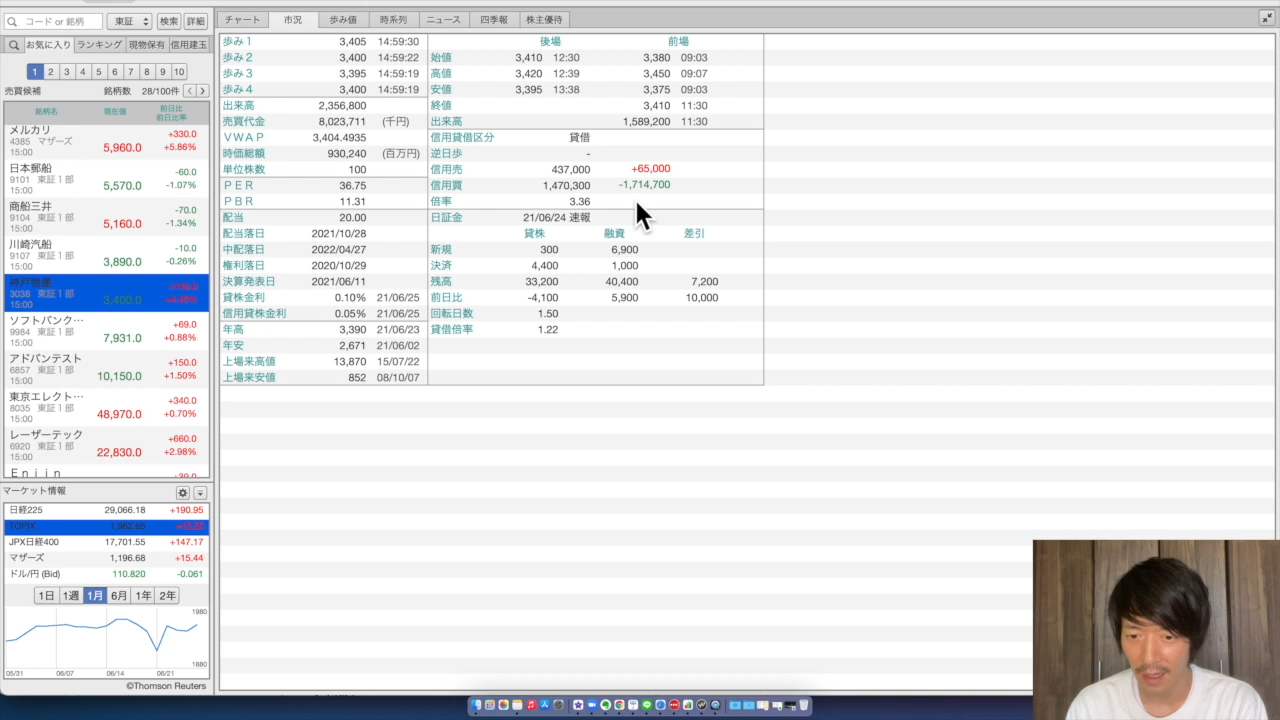 コード or 銘柄 東証 検索 詳細
お気に入り ランキング 現物保有 信用建玉
1 2 3 4 5 6 7 8 9 10
売買候補 銘柄数 28/100件
銘柄名 現在値 前日比
前日比率
メルカリ +330.0
4385 マザーズ 5,960.0 +5.86%
15:00
日本郵船 -60.0
9101 東証1部 5,570.0 -1.07%
15:00
商船三井 -70.0
9104 東証1部 5,160.0 -1.34%
15:00
川崎汽船 -10.0
9107 東証1部 3,890.0 -0.26%
15:00
神戸物産
3038 東証1部 3,400.0
15:00
ソフトバンク… +69.0
9984 東証1部 7,931.0 +0.88%
15:00
アドバンテスト +150.0
6857 東証1部 10,150.0 +1.50%
15:00
東京エレクト… +340.0
8035 東証1部 48,970.0 +0.70%
15:00
レーザーテック +660.0
6920 東証1部 22,830.0 +2.98%
15:00
Enjin
マーケット情報
日経225 29,066.18 +190.95
TOPIX 1,962.65
JPX日経400 17,701.55 +147.17
マザーズ 1,196.68 +15.44
ドル/円 (Bid) 110.820 -0.061
1日 1週 1月 6月 1年 2年
1980
1880
05/31 06/07 06/14 06/21
©Thomson Reuters
チャート 市況 歩み値 時系列 ニュース 四季報 株主優待
歩み1 3,405 14:59:30
歩み2 3,400 14:59:22
歩み3 3,395 14:59:19
歩み4 3,400 14:59:19
出来高 2,356,800
売買代金 8,023,711 (千円)
VWAP 3,404.4935
時価総額 930,240 (百万円)
単位株数 100
PER 36.75
PBR 11.31
配当 20.00
配当落日 2021/10/28
中配落日 2022/04/27
権利落日 2020/10/29
決算発表日 2021/06/11
貸株金利 0.10% 21/06/25
信用貸株金利 0.05% 21/06/25
年高 3,390 21/06/23
年安 2,671 21/06/02
上場来高値 13,870 15/07/22
上場来安値 852 08/10/07
後場 前場
始値 3,410 12:30 3,380 09:03
高値 3,420 12:39 3,450 09:07
安値 3,395 13:38 3,375 09:03
終値 3,410 11:30
出来高 1,589,200 11:30
信用貸借区分 貸借
逆日歩 -
信用売 437,000 +65,000
信用買 1,470,300 -1,714,700
倍率 3.36
日証金 21/06/24 速報
貸株 融資 差引
新規 300 6,900
決済 4,400 1,000
残高 33,200 40,400 7,200
前日比 -4,100 5,900 10,000
回転日数 1.50
貸借倍率 1.22